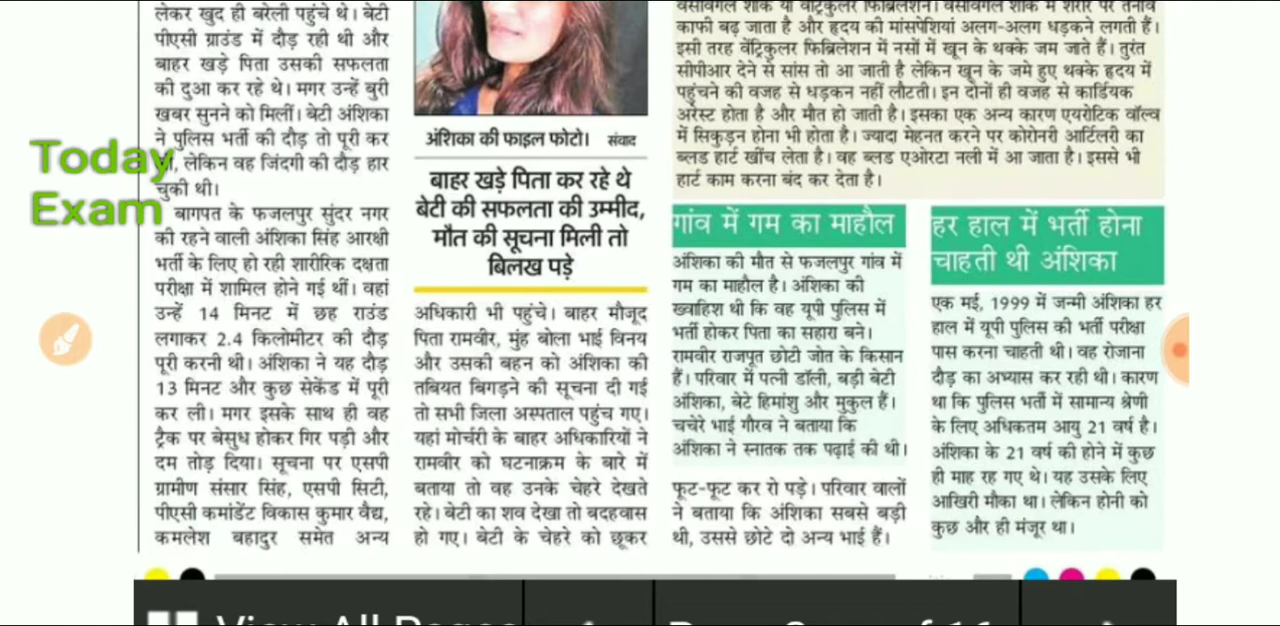 लेकर खुद ही बरेली पहुंचे थे। बेटी
पीएसी ग्राउंड में दौड़ रही थी और
बाहर खड़े पिता उसकी सफलता
की दुआ कर रहे थे। मगर उन्हें बुरी
खबर सुनने को मिलीं। बेटी अंशिका
ने पुलिस भर्ती की दौड़ तो पूरी कर
लेकिन वह जिंदगी की दौड़ हार
चुकी थी।
बागपत के फजलपुर सुंदर नगर
की रहने वाली अंशिका सिंह आरक्षी
भर्ती के लिए हो रही शारीरिक दक्षता
परीक्षा में शामिल होने गई थीं। वहां
उन्हें 14 मिनट में छह राउंड
लगाकर 2.4 किलोमीटर की दौड़
पूरी करनी थी। अंशिका ने यह दौड़
13 मिनट और कुछ सेकेंड में पूरी
कर ली। मगर इसके साथ ही वह
ट्रैक पर बेसुध होकर गिर पड़ी और
दम तोड़ दिया। सूचना पर एसपी
ग्रामीण संसार सिंह, एसपी सिटी,
पीएसी कमांडेंट विकास कुमार वैद्य,
कमलेश बहादुर समेत अन्य
Today
Exam
अंशिका की फाइल फोटो। संवाद
बाहर खड़े पिता कर रहे थे
बेटी की सफलता की उम्मीद,
मौत की सूचना मिली तो
बिलख पड़े
अधिकारी भी पहुंचे। बाहर मौजूद
पिता रामवीर, मुंह बोला भाई विनय
और उसकी बहन को अंशिका की
तबियत बिगड़ने की सूचना दी गई
तो सभी जिला अस्पताल पहुंच गए।
यहां मोर्चरी के बाहर अधिकारियों ने
रामवीर को घटनाक्रम के बारे में
बताया तो वह उनके चेहरे देखते
रहे। बेटी का शव देखा तो बदहवास
हो गए। बेटी के चेहरे को छूकर
वासोवेगल शॉक या वेंट्रिकुलर फिब्रिलेशन। वासोवेगल शॉक में शरीर पर तनाव
काफी बढ़ जाता है और हृदय की मांसपेशियां अलग-अलग धड़कने लगती हैं।
इसी तरह वेंट्रिकुलर फिब्रिलेशन में नसों में खून के थक्के जम जाते हैं। तुरंत
सीपीआर देने से सांस तो आ जाती है लेकिन खून के जमे हुए थक्के हृदय में
पहुंचने की वजह से धड़कन नहीं लौटती। इन दोनों ही वजह से कार्डियक
अरेस्ट होता है और मौत हो जाती है। इसका एक अन्य कारण एयरोटिक वॉल्व
में सिकुड़न होना भी होता है। ज्यादा मेहनत करने पर कोरोनरी आर्टिलरी का
ब्लड हार्ट खींच लेता है। वह ब्लड एओरटा नली में आ जाता है। इससे भी
हार्ट काम करना बंद कर देता है।
गांव में गम का माहौल
अंशिका की मौत से फजलपुर गांव में
गम का माहौल है। अंशिका की
ख्वाहिश थी कि वह यूपी पुलिस में
भर्ती होकर पिता का सहारा बने।
रामवीर राजपूत छोटी जोत के किसान
हैं। परिवार में पत्नी डॉली, बड़ी बेटी
अंशिका, बेटे हिमांशु और मुकुल हैं।
चचेरे भाई गौरव ने बताया कि
अंशिका ने स्नातक तक पढ़ाई की थी।
फूट-फूट कर रो पड़े। परिवार वालों
ने बताया कि अंशिका सबसे बड़ी
थी, उससे छोटे दो अन्य भाई हैं।
हर हाल में भर्ती होना
चाहती थी अंशिका
एक मई, 1999 में जन्मी अंशिका हर
हाल में यूपी पुलिस की भर्ती परीक्षा
पास करना चाहती थी। वह रोजाना
दौड़ का अभ्यास कर रही थी। कारण
था कि पुलिस भर्ती में सामान्य श्रेणी
के लिए अधिकतम आयु 21 वर्ष है।
अंशिका के 21 वर्ष की होने में कुछ
ही माह रह गए थे। यह उसके लिए
आखिरी मौका था। लेकिन होनी को
कुछ और ही मंजूर था।
View All Pages